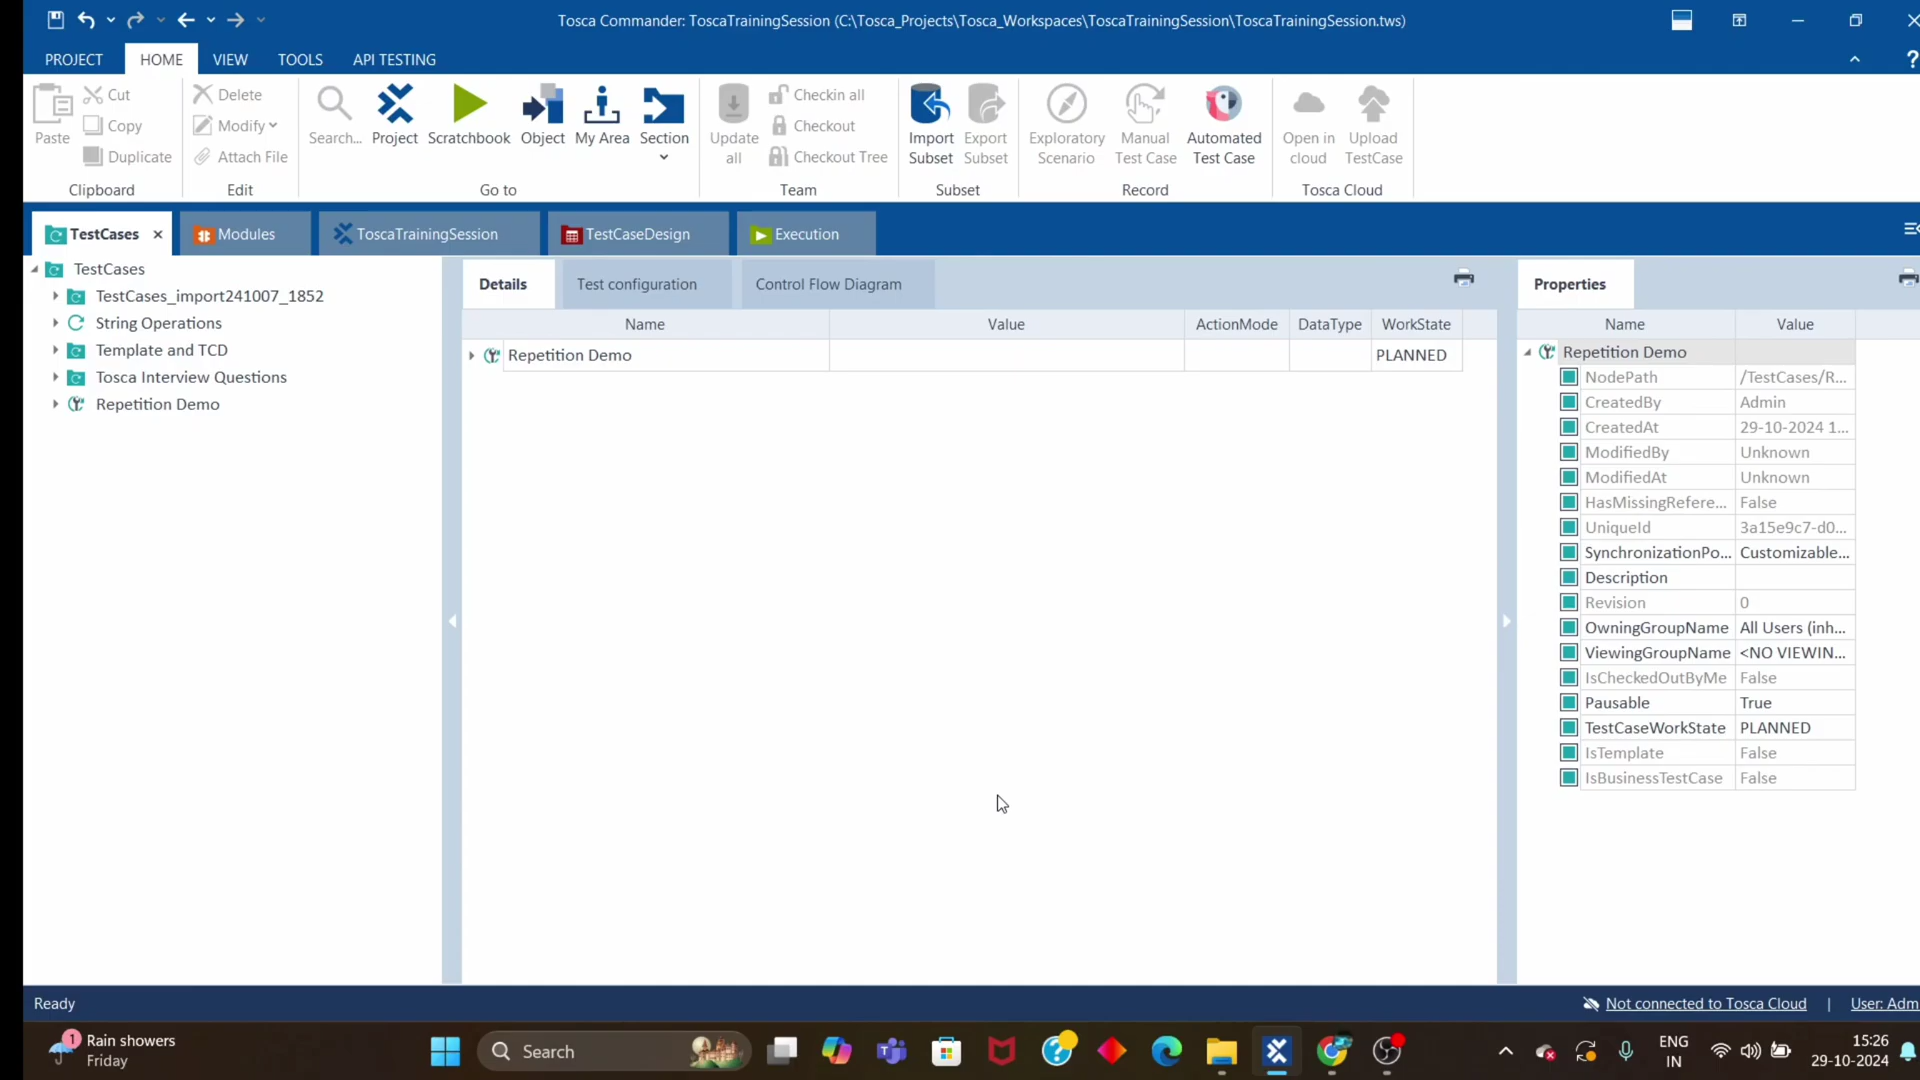 Tosca Commander: ToscaTrainingSession (C:\Tosca_Projects\Tosca_Workspaces\ToscaTrainingSession\ToscaTrainingSession.tws)
PROJECT HOME VIEW TOOLS API TESTING
Paste Cut Copy Duplicate Clipboard
Delete Modify Attach File Edit
Search... Project Scratchbook Object My Area Section Go to
Update all Checkin all Checkout Checkout Tree Team
Import Subset Export Subset Subset
Exploratory Scenario Manual Test Case Automated Test Case Record
Open in cloud Upload TestCase Tosca Cloud
TestCases Modules ToscaTrainingSession TestCaseDesign Execution
TestCases
TestCases_import241007_1852
String Operations
Template and TCD
Tosca Interview Questions
Repetition Demo
Details Test configuration Control Flow Diagram
Name Value ActionMode DataType WorkState
Repetition Demo PLANNED
Properties
Name Value
Repetition Demo
NodePath /TestCases/R...
CreatedBy Admin
CreatedAt 29-10-2024 1...
ModifiedBy Unknown
ModifiedAt Unknown
HasMissingRefere... False
UniqueId 3a15e9c7-d0...
SynchronizationPo... Customizable...
Description
Revision 0
OwningGroupName All Users (inh...
ViewingGroupName <NO VIEWIN...
IsCheckedOutByMe False
Pausable True
TestCaseWorkState PLANNED
IsTemplate False
IsBusinessTestCase False
Ready Not connected to Tosca Cloud | User: Adm
1 Rain showers
Friday
Search
ENG
IN
15:26
29-10-2024